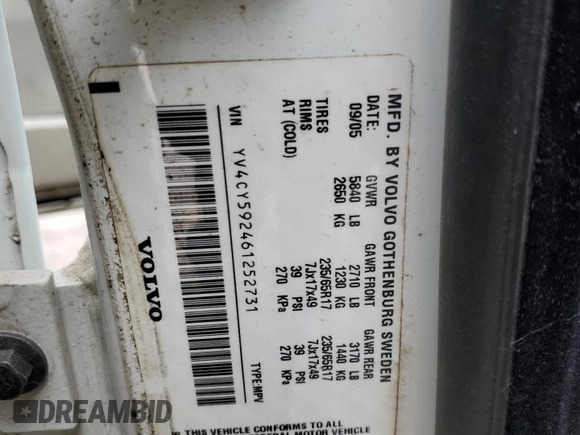 MFD. BY VOLVO GOTHENBURG SWEDEN
DATE: GVWR GAWR FRONT GAWR REAR
09/05 5840 LB 2710 LB 3170 LB
2650 KG 1230 KG 1440 KG
TIRES 235/65R17 235/65R17
RIMS 7Jx17x49 7Jx17x49
AT (COLD) 39 PSI 39 PSI
270 KPa 270 KPa
VIN YV4CY592461252731 TYPE:MPV
VOLVO
THIS VEHICLE CONFORMS TO ALL
MOTOR VEHICLE
DREAMBID